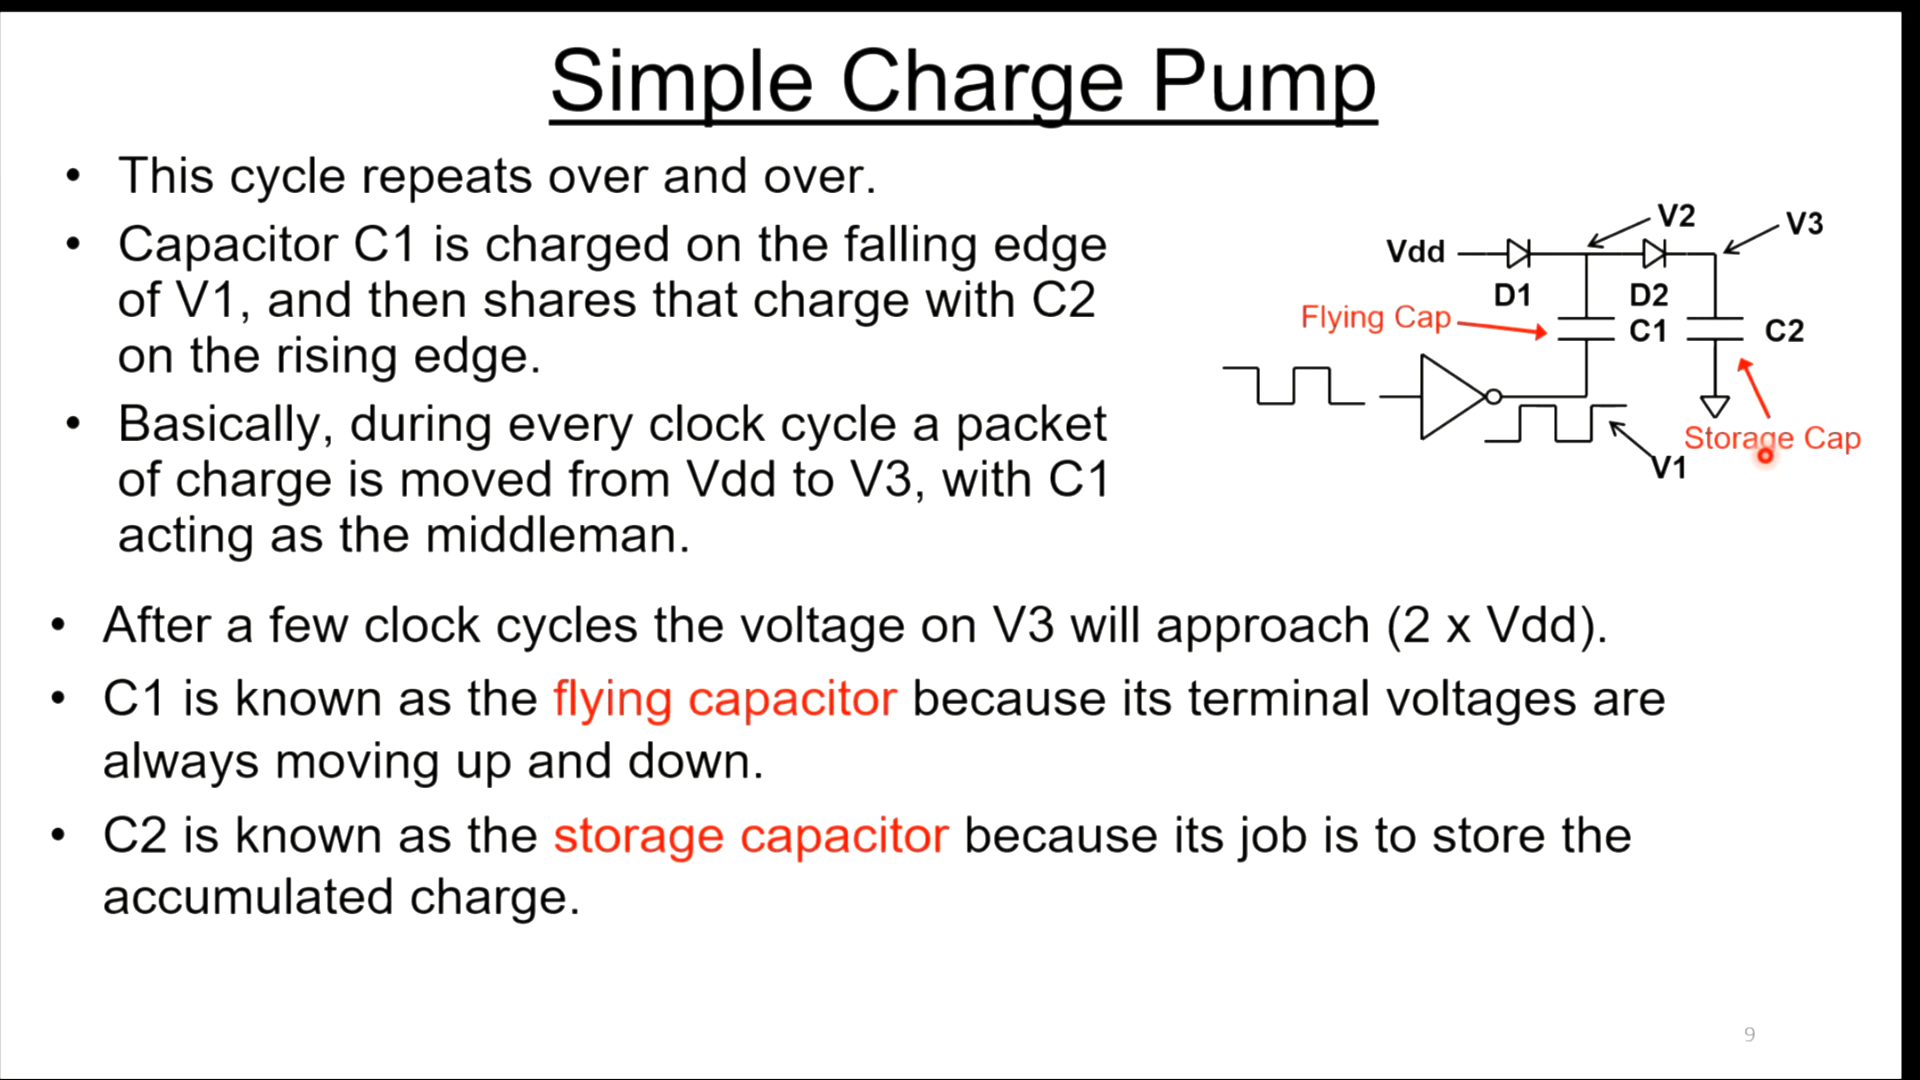 Simple Charge Pump
• This cycle repeats over and over.
• Capacitor C1 is charged on the falling edge
of V1, and then shares that charge with C2
on the rising edge.
• Basically, during every clock cycle a packet
of charge is moved from Vdd to V3, with C1
acting as the middleman.
V2
V3
Vdd
D1
D2
Flying Cap
C1
C2
Storage Cap
V1
• After a few clock cycles the voltage on V3 will approach (2 x Vdd).
• C1 is known as the flying capacitor because its terminal voltages are
always moving up and down.
• C2 is known as the storage capacitor because its job is to store the
accumulated charge.
9